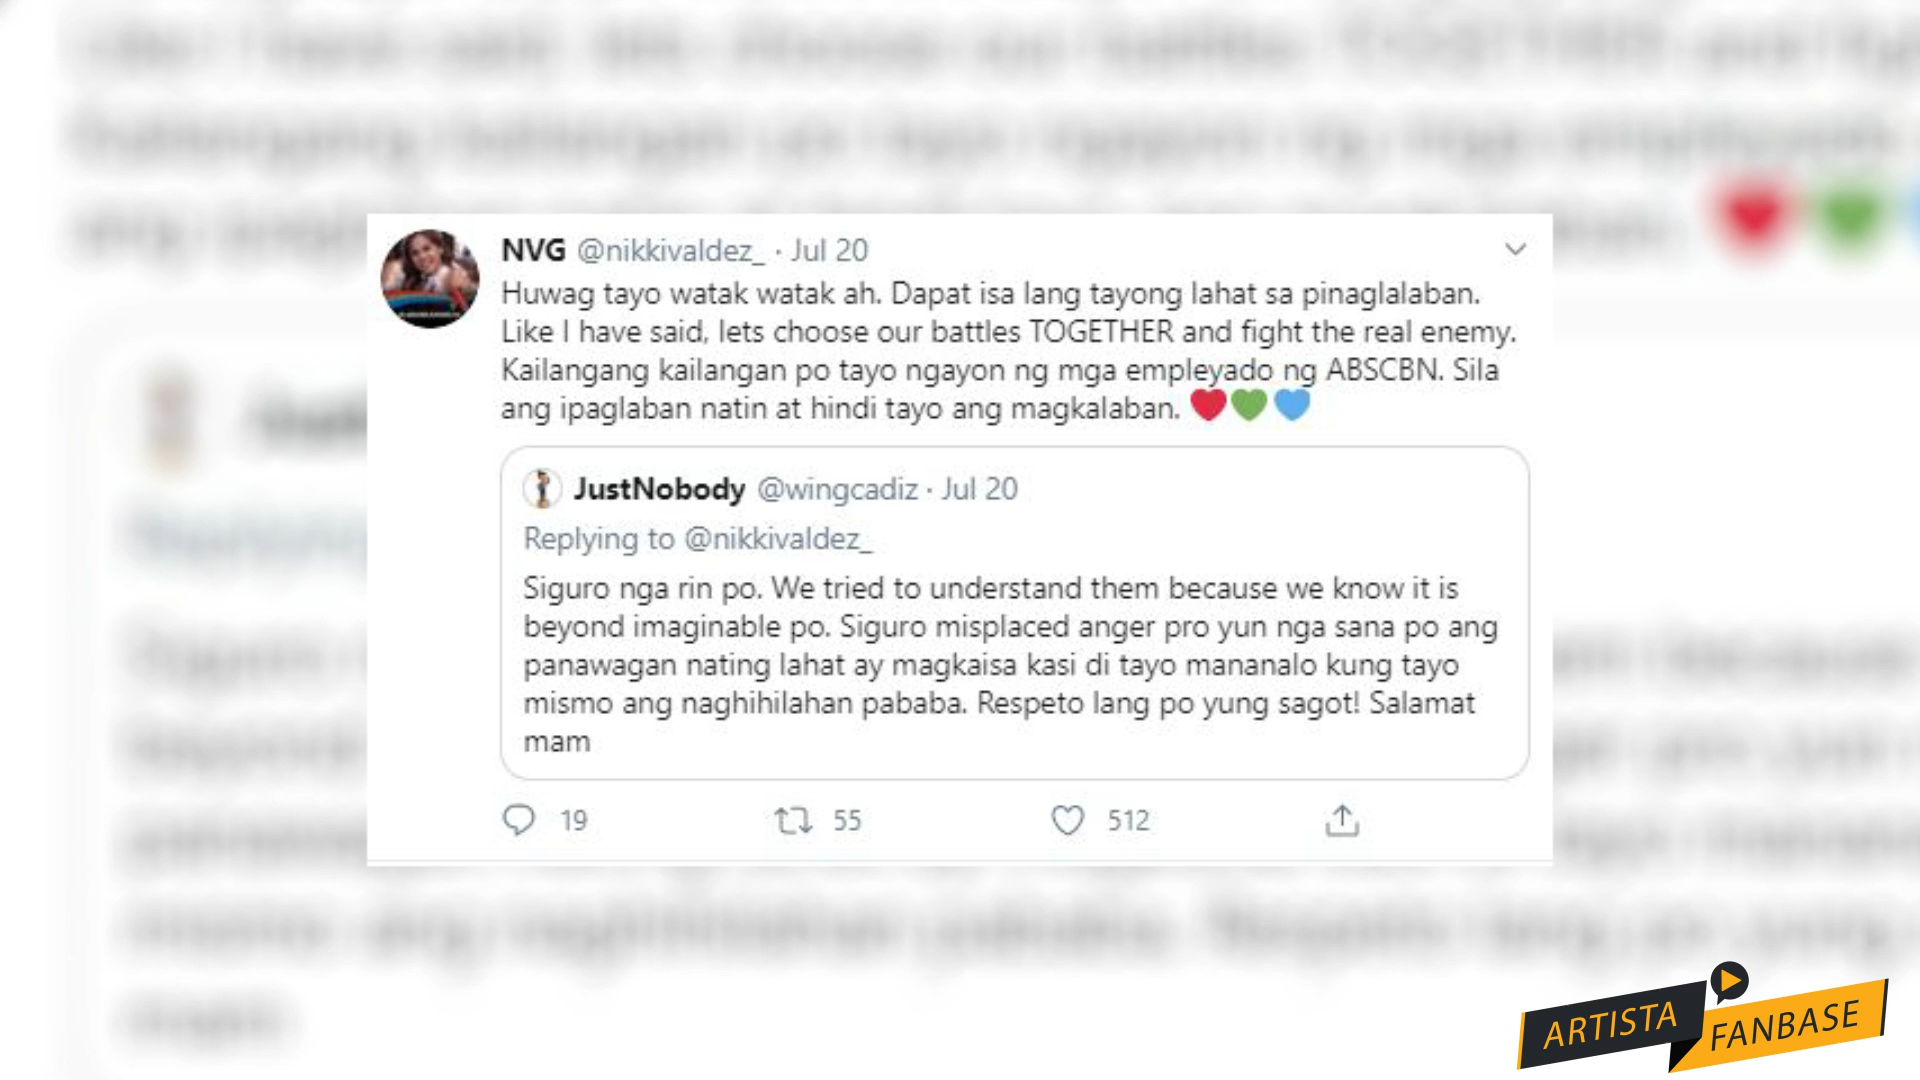 NVG @nikkivaldez_ · Jul 20
Huwag tayo watak watak ah. Dapat isa lang tayong lahat sa pinaglalaban.
Like I have said, lets choose our battles TOGETHER and fight the real enemy.
Kailangang kailangan po tayo ngayon ng mga empleyado ng ABSCBN. Sila
ang ipaglaban natin at hindi tayo ang magkalaban. ❤️💚💙
JustNobody @wingcadiz · Jul 20
Replying to @nikkivaldez_
Siguro nga rin po. We tried to understand them because we know it is
beyond imaginable po. Siguro misplaced anger pro yun nga sana po ang
panawagan nating lahat ay magkaisa kasi di tayo mananalo kung tayo
mismo ang naghihilahan pababa. Respeto lang po yung sagot! Salamat
mam
19 55 512
ARTISTA
FANBASE